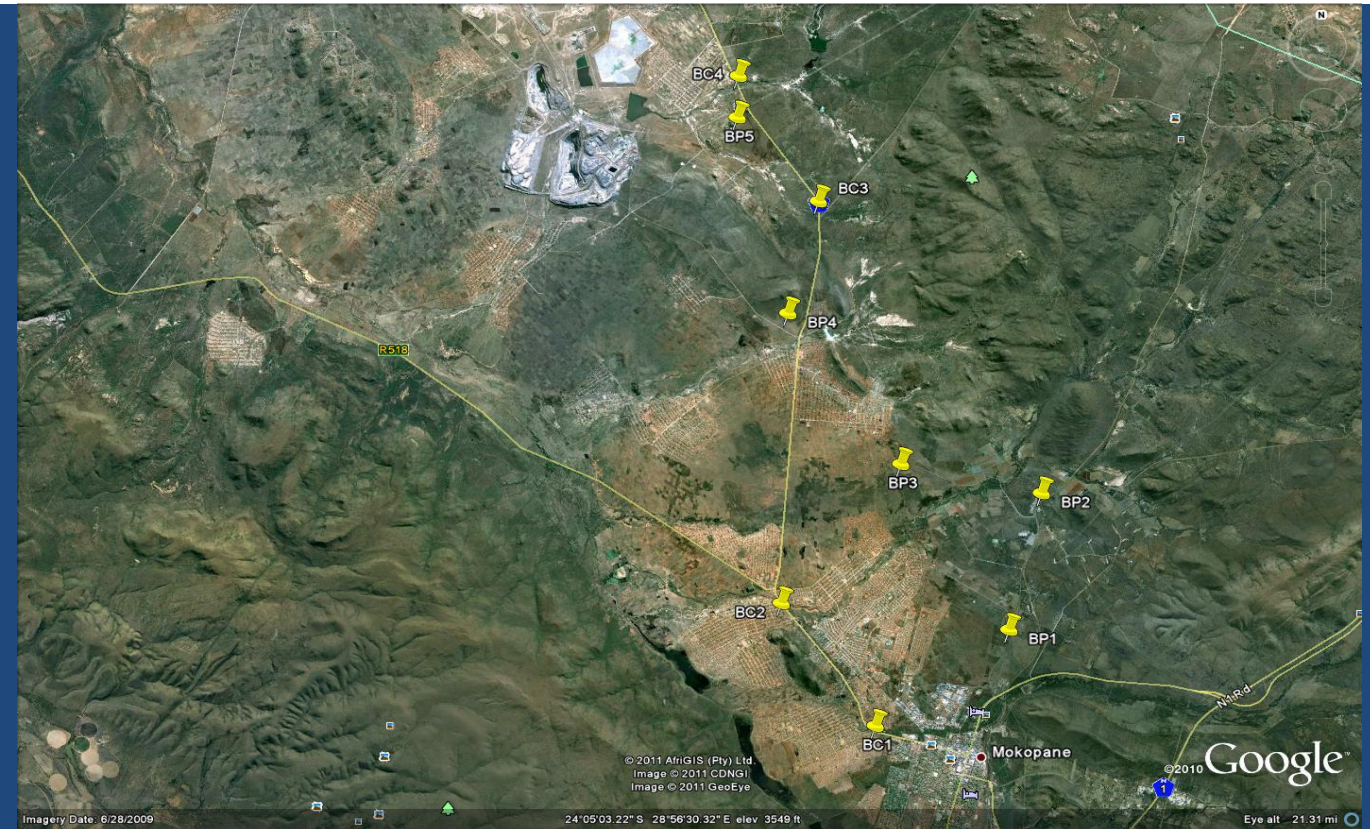 N
BC4
BP5
BC3
BP4
R518
BP3
BP2
BC2
BP1
N1 Rd
BC1
Mokopane
© 2011 AfriGIS (Pty) Ltd.
Image © 2011 CDNGI
Image © 2011 GeoEye
©2010 Google™
1
Imagery Date: 6/28/2009 24°05'03.22" S 28°56'30.32" E elev 3549 ft Eye alt 21.31 mi